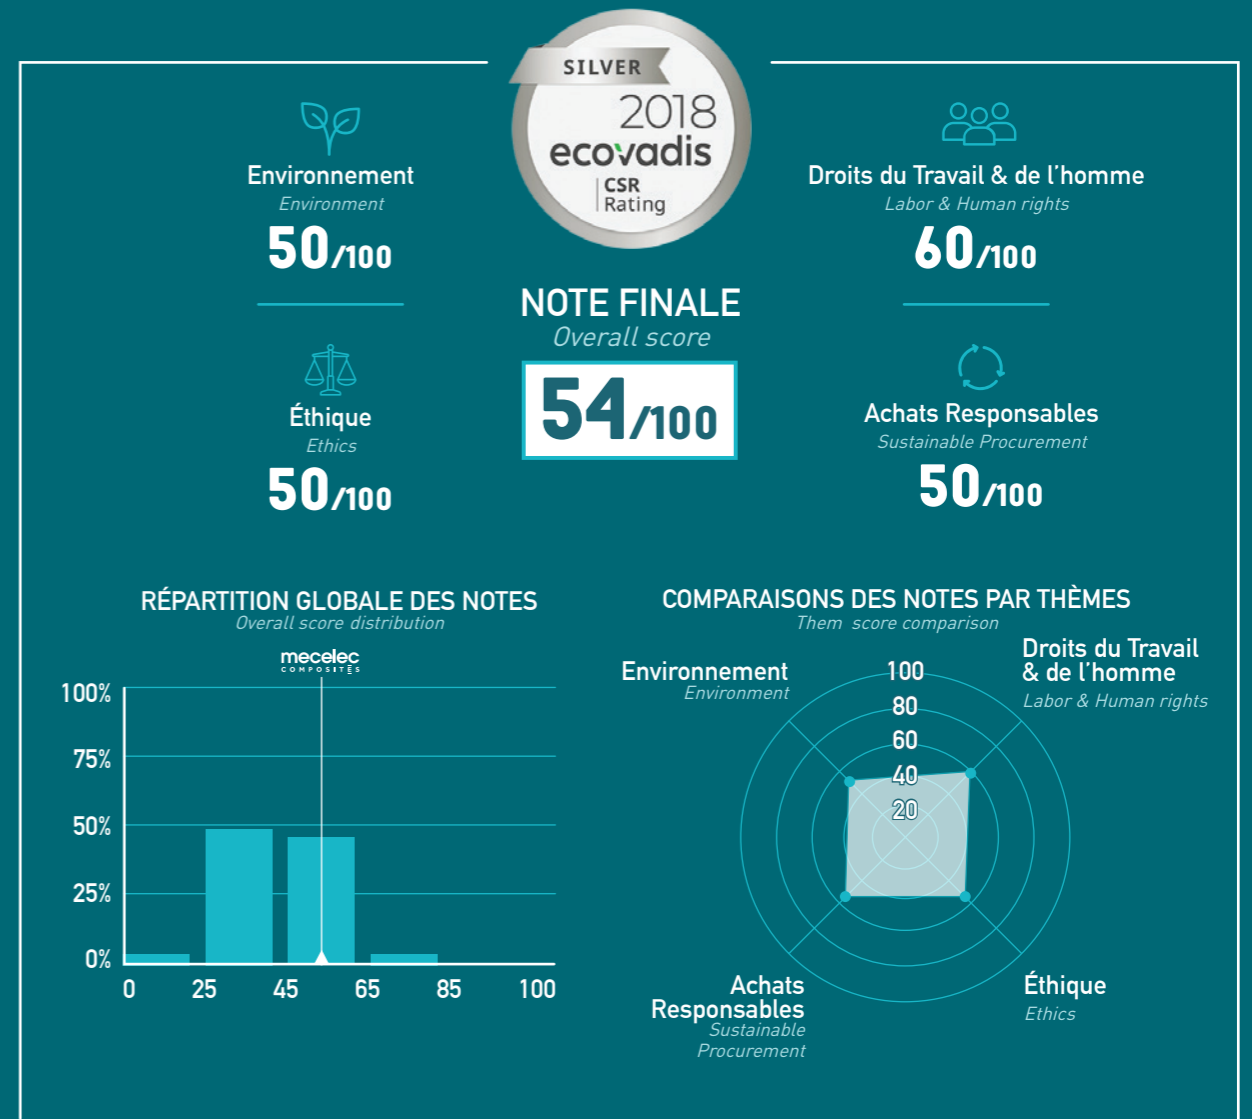 SILVER
2018
ecovadis
CSR
Rating
Environnement
Environment
50/100
Droits du Travail & de l'homme
Labor & Human rights
60/100
NOTE FINALE
Overall score
54/100
Éthique
Ethics
50/100
Achats Responsables
Sustainable Procurement
50/100
RÉPARTITION GLOBALE DES NOTES
Overall score distribution
mecelec
COMPOSITES
100%
75%
50%
25%
0%
0 25 45 65 85 100
COMPARAISONS DES NOTES PAR THÈMES
Them score comparison
Environnement
Environment
Droits du Travail
& de l'homme
Labor & Human rights
100
80
60
40
20
Achats
Responsables
Sustainable
Procurement
Éthique
Ethics